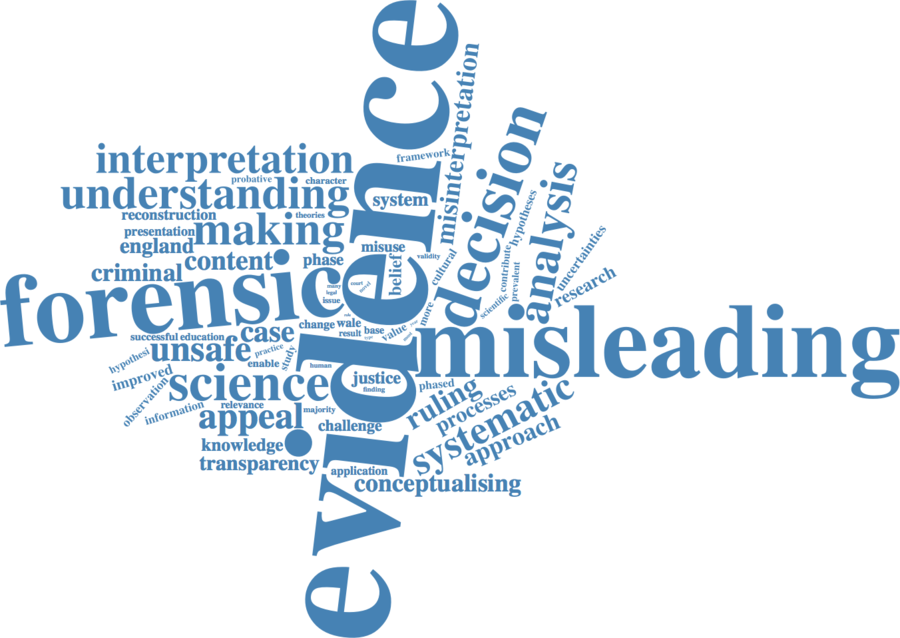 evidence
misinterpretation
framework
decision
interpretation
probative
character
understanding
system
analysis
hypotheses
reconstruction
theories
presentation
making
england
misuse
uncertainties
content
phase
belief
validity
cultural
contribute
prevalent
criminal
research
forensic
many
legal
issue
court
scientific
more
misleading
change
wale
result
base
value
successful
education
case
unsafe
practice
hypothesi
enable
study
human
improved
science
justice
finding
phased
observation
information
relevance
majority
ruling
processes
appeal
challenge
systematic
approach
knowledge
transparency
application
conceptualising